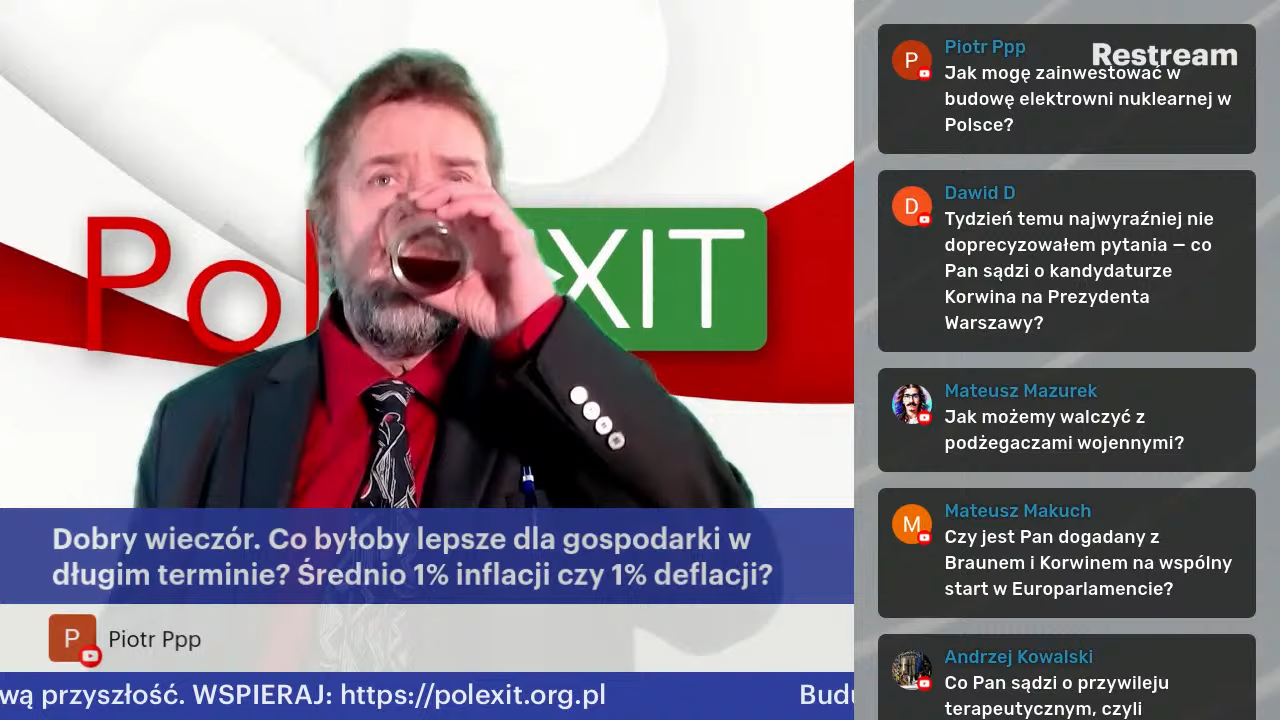 PolEXIT
Dobry wieczór. Co byłoby lepsze dla gospodarki w
długim terminie? Średnio 1% inflacji czy 1% deflacji?
P
Piotr Ppp
wą przyszłość. WSPIERAJ: https://polexit.org.pl
Bud
Restream
P
Piotr Ppp
Jak mogę zainwestować w
budowę elektrowni nuklearnej w
Polsce?
D
Dawid D
Tydzień temu najwyraźniej nie
doprecyzowałem pytania – co
Pan sądzi o kandydaturze
Korwina na Prezydenta
Warszawy?
Mateusz Mazurek
Jak możemy walczyć z
podżegaczami wojennymi?
M
Mateusz Makuch
Czy jest Pan dogadany z
Braunem i Korwinem na wspólny
start w Europarlamencie?
Andrzej Kowalski
Co Pan sądzi o przywileju
terapeutycznym, czyli